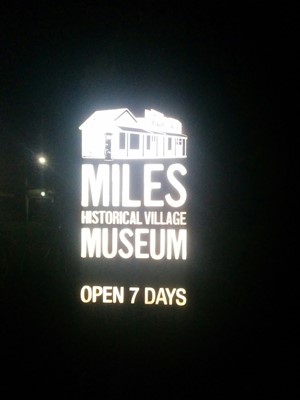 MILES
HISTORICAL VILLAGE
MUSEUM
OPEN 7 DAYS